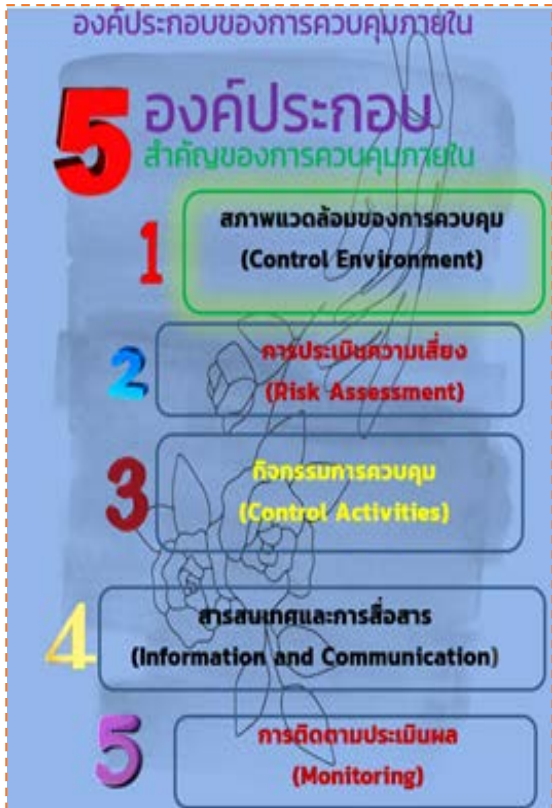 องค์ประกอบของการควบคุมภายใน
5 องค์ประกอบ
สำคัญของการควบคุมภายใน
1 สภาพแวดล้อมของการควบคุม
(Control Environment)
2 การประเมินความเสี่ยง
(Risk Assessment)
3 กิจกรรมการควบคุม
(Control Activities)
4 สารสนเทศและการสื่อสาร
(Information and Communication)
5 การติดตามประเมินผล
(Monitoring)